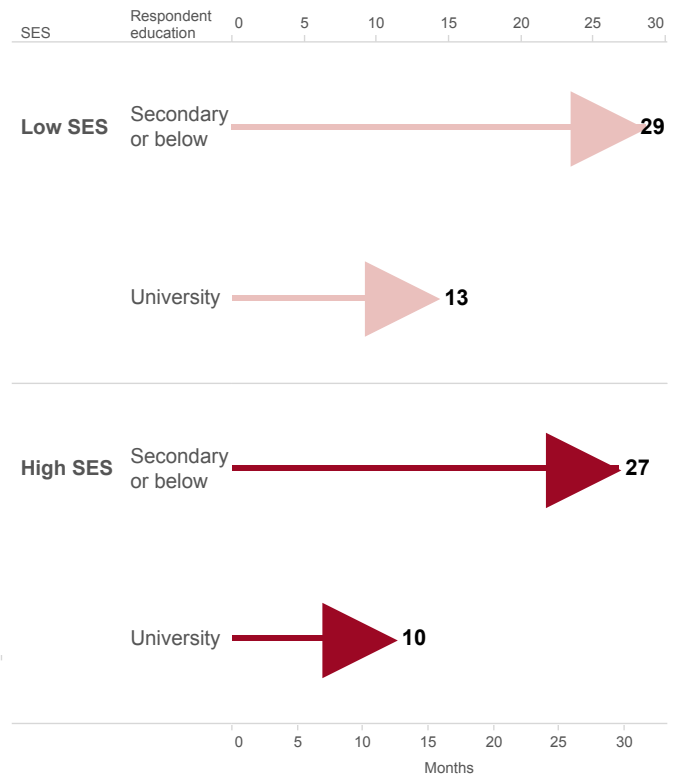 SES Respondent education 0 5 10 15 20 25 30
Low SES Secondary or below 29
University 13
High SES Secondary or below 27
University 10
0 5 10 15 20 25 30
Months